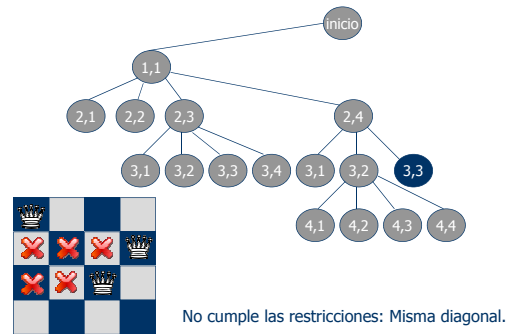 inicio
1,1
2,1 2,2 2,3 2,4
3,1 3,2 3,3 3,4 3,1 3,2 3,3
4,1 4,2 4,3 4,4
No cumple las restricciones: Misma diagonal.